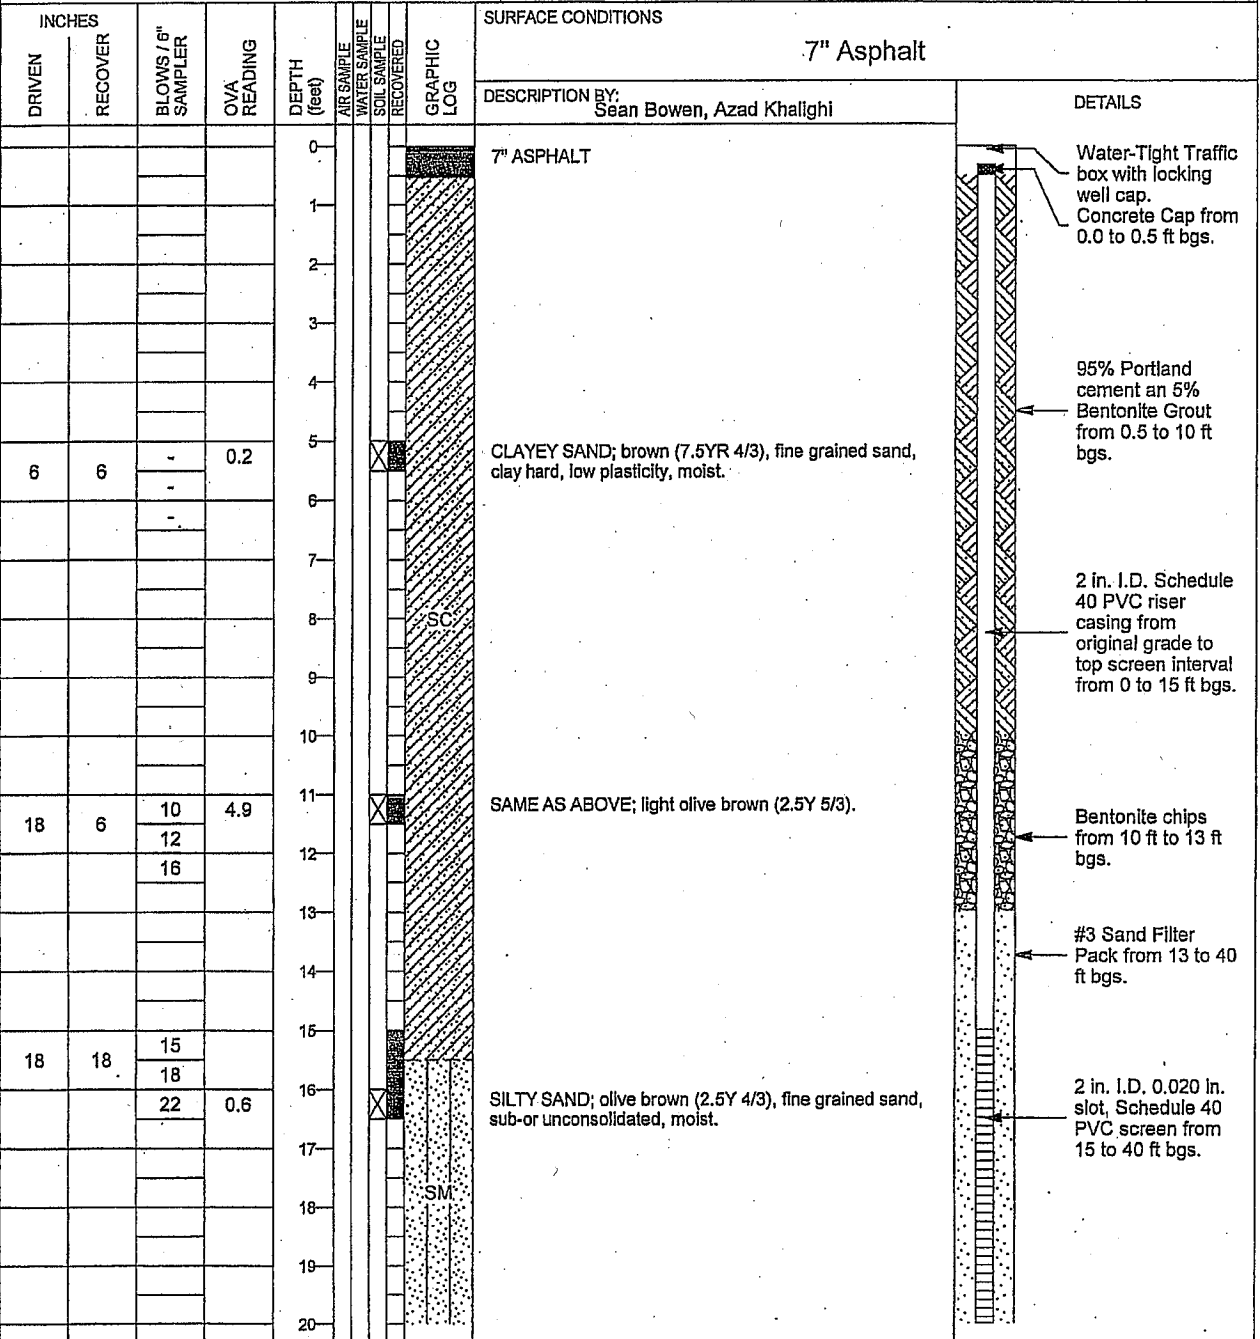 INCHES
DRIVEN
RECOVER
BLOWS / 6"
SAMPLER
OVA
READING
DEPTH
(feet)
AIR SAMPLE
WATER SAMPLE
SOIL SAMPLE
RECOVERED
GRAPHIC
LOG
SURFACE CONDITIONS
7" Asphalt
DESCRIPTION BY:
Sean Bowen, Azad Khalighi
DETAILS
0
7" ASPHALT
Water-Tight Traffic
box with locking
well cap.
Concrete Cap from
0.0 to 0.5 ft bgs.
1
2
3
4
95% Portland
cement an 5%
Bentonite Grout
from 0.5 to 10 ft
bgs.
5
6 6 - 0.2
-
-
CLAYEY SAND; brown (7.5YR 4/3), fine grained sand,
clay hard, low plasticity, moist.
6
7
8
SC
2 in. I.D. Schedule
40 PVC riser
casing from
original grade to
top screen interval
from 0 to 15 ft bgs.
9
10
11
18 6 10 4.9
12
16
SAME AS ABOVE; light olive brown (2.5Y 5/3).
Bentonite chips
from 10 ft to 13 ft
bgs.
12
13
#3 Sand Filter
Pack from 13 to 40
ft bgs.
14
15
18 18 15
18
16
22 0.6
SILTY SAND; olive brown (2.5Y 4/3), fine grained sand,
sub-or unconsolidated, moist.
2 in. I.D. 0.020 in.
slot, Schedule 40
PVC screen from
15 to 40 ft bgs.
17
SM
18
19
20